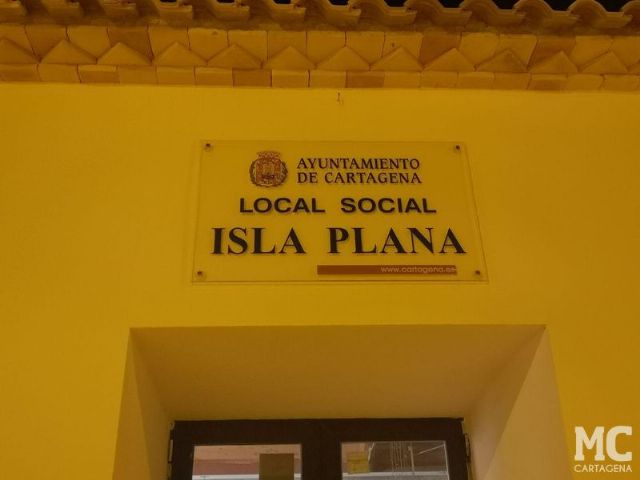 AYUNTAMIENTO
DE CARTAGENA
LOCAL SOCIAL
ISLA PLANA
www.cartagena.es
MC
CARTAGENA